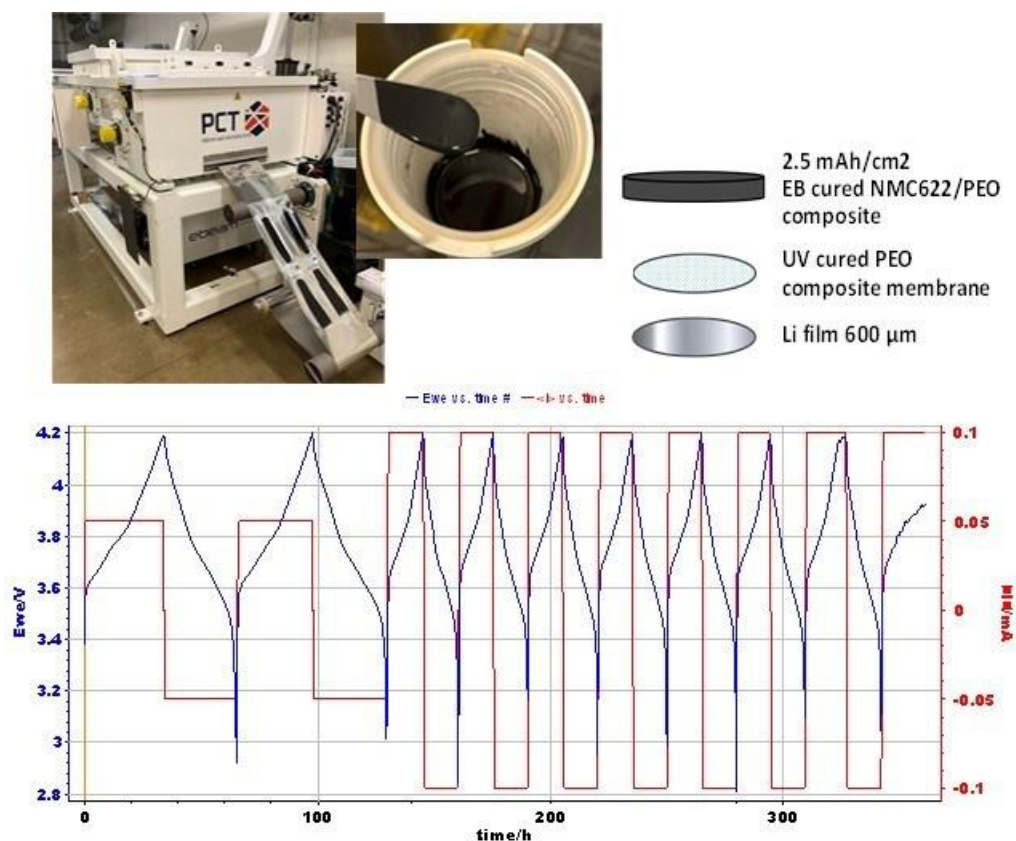 PCT
ebeam
2.5 mAh/cm2
EB cured NMC622/PEO
composite
UV cured PEO
composite membrane
Li film 600 µm
Ewe vs. time #
<I> vs. time
4.2
4
3.8
3.6
3.4
3.2
3
2.8
Ewe/V
0.1
0.05
0
-0.05
-0.1
0
100
200
300
time/h